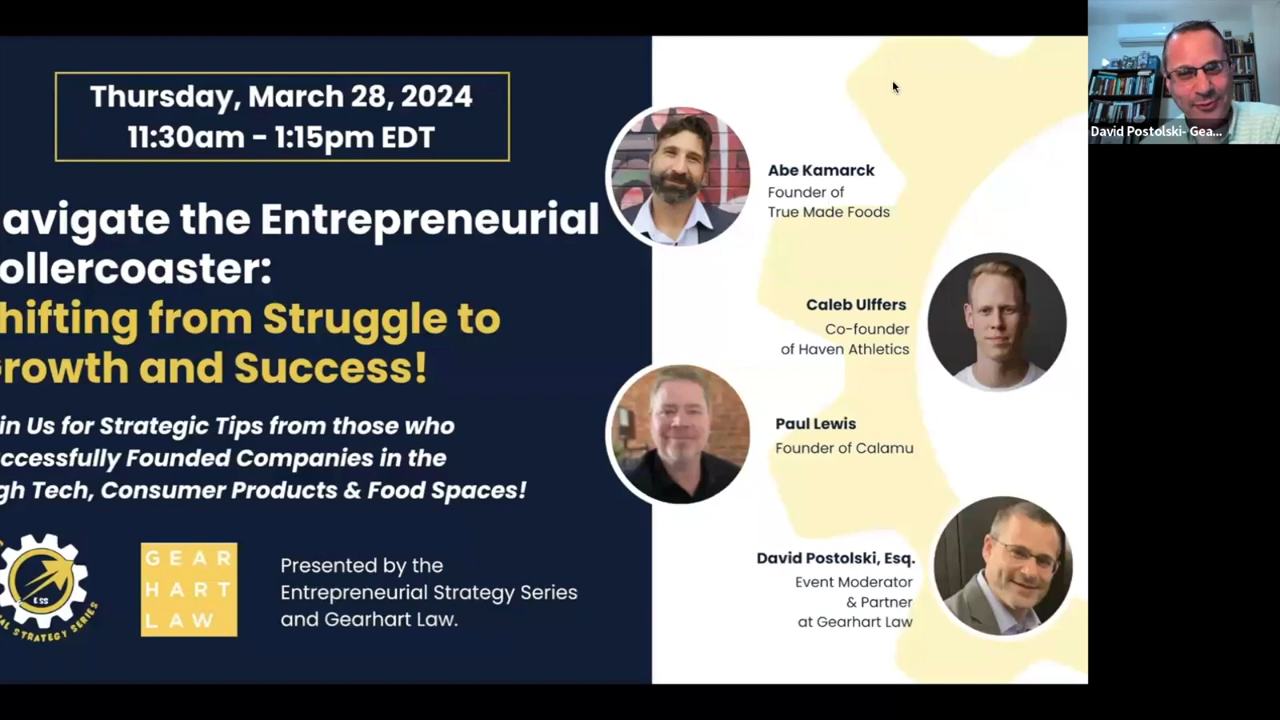 Thursday, March 28, 2024
11:30am - 1:15pm EDT
avigate the Entrepreneurial
ollercoaster:
hifting from Struggle to
rowth and Success!
in Us for Strategic Tips from those who
ccessfully Founded Companies in the
gh Tech, Consumer Products & Food Spaces!
ESS
AL STRATEGY SERIES
GEAR
HART
LAW
Presented by the
Entrepreneurial Strategy Series
and Gearhart Law.
Abe Kamarck
Founder of
True Made Foods
Caleb Ulffers
Co-founder
of Haven Athletics
Paul Lewis
Founder of Calamu
David Postolski, Esq.
Event Moderator
& Partner
at Gearhart Law
David Postolski- Gea...